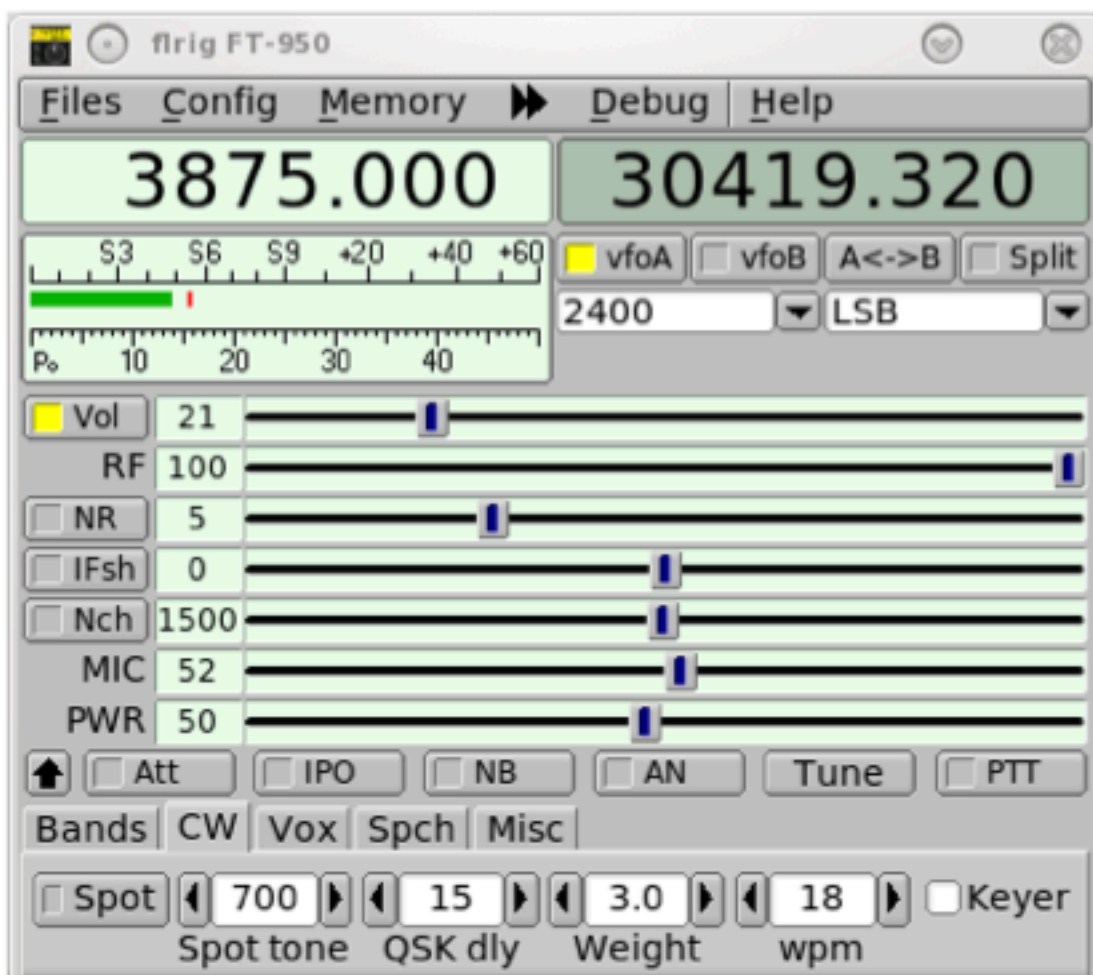 flrig FT-950
Files Config Memory Debug Help
3875.000 30419.320
S3 S6 S9 +20 +40 +60
vfoA vfoB A<->B Split
2400 LSB
Po 10 20 30 40
Vol 21
RF 100
NR 5
IFsh 0
Nch 1500
MIC 52
PWR 50
Att IPO NB AN Tune PTT
Bands CW Vox Spch Misc
Spot 700 15 3.0 18 Keyer
Spot tone QSK dly Weight wpm